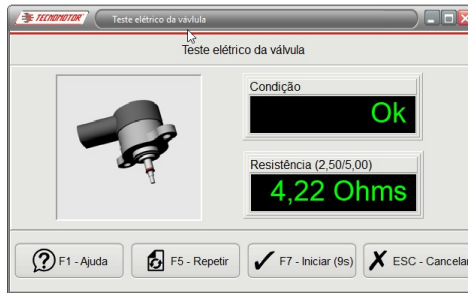 TECNOMOTOR Teste elétrico da vávlula
Teste elétrico da válvula
Condição
Ok
Resistência (2,50/5,00)
4,22 Ohms
F1 - Ajuda F5 - Repetir F7 - Iniciar (9s) ESC - Cancelar